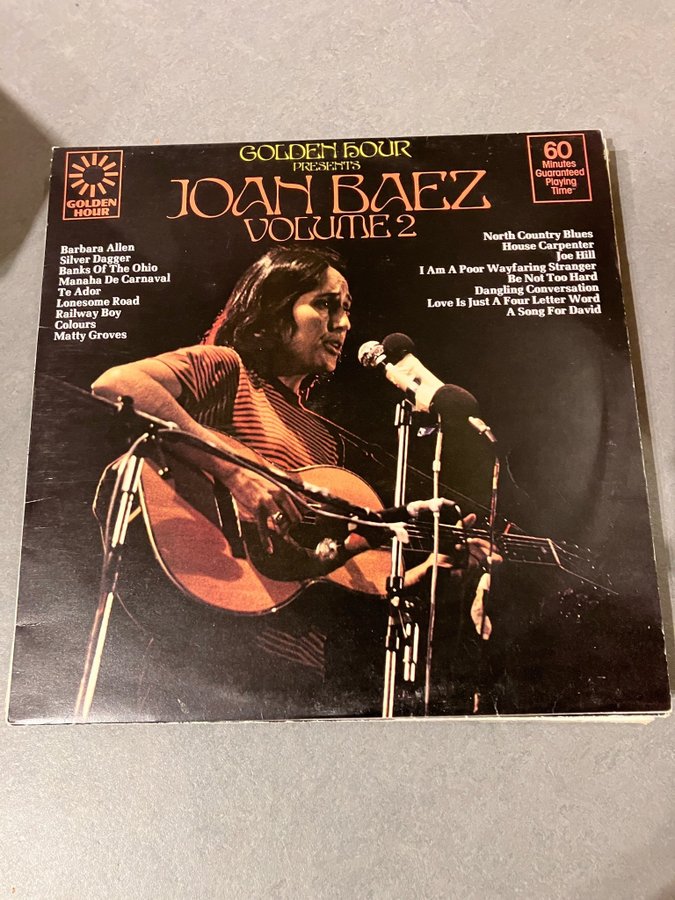 GOLDEN HOUR
PRESENTS
JOAN BAEZ
VOLUME 2
GOLDEN
HOUR
60
Minutes
Guaranteed
Playing
Time
Barbara Allen
Silver Dagger
Banks Of The Ohio
Manaha De Carnaval
Te Ador
Lonesome Road
Railway Boy
Colours
Matty Groves
North Country Blues
House Carpenter
Joe Hill
I Am A Poor Wayfaring Stranger
Be Not Too Hard
Dangling Conversation
Love Is Just A Four Letter Word
A Song For David